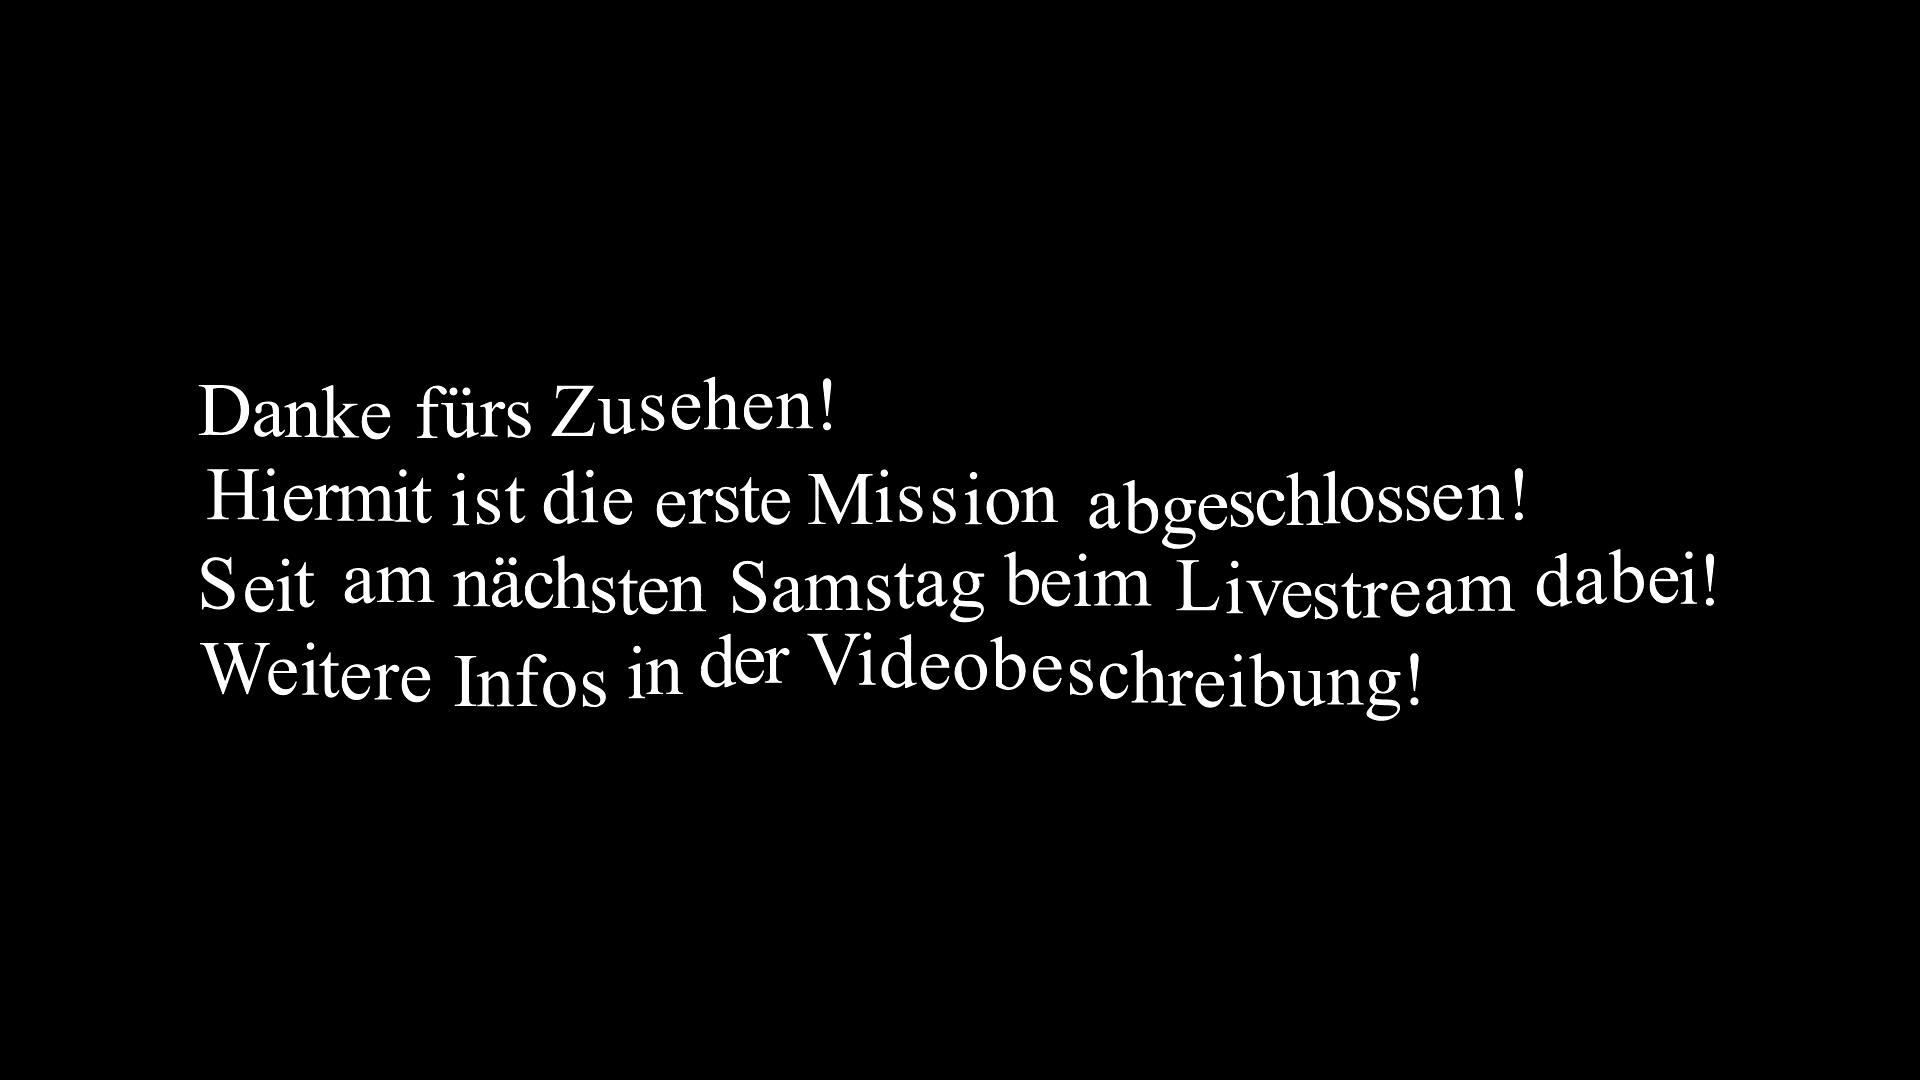 Danke fürs Zusehen!
Hiermit ist die erste Mission abgeschlossen!
Seit am nächsten Samstag beim Livestream dabei!
Weitere Infos in der Videobeschreibung!